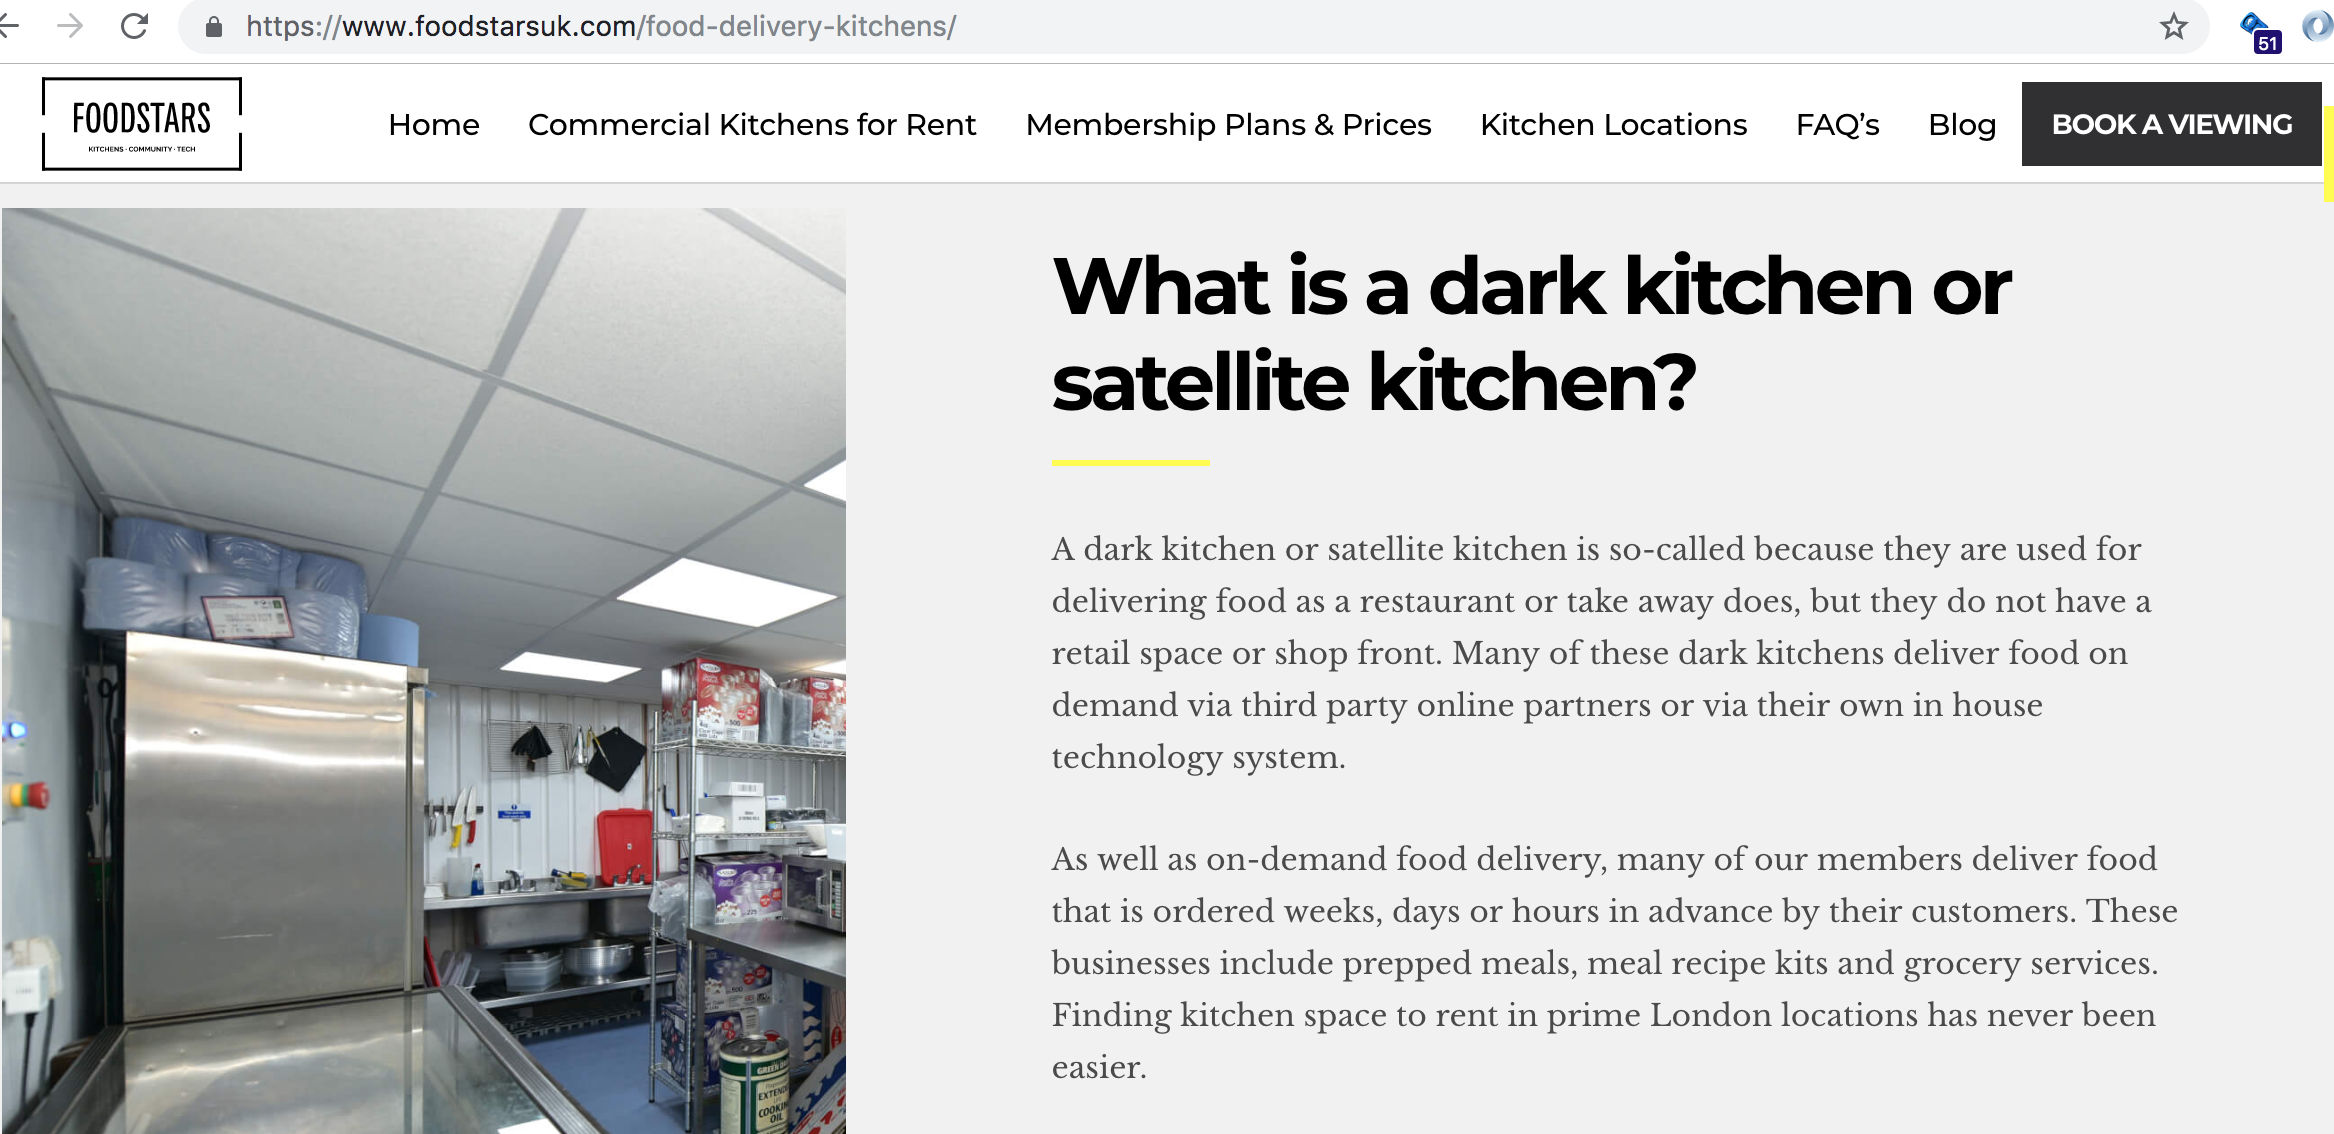 https://www.foodstarsuk.com/food-delivery-kitchens/
51
FOODSTARS
KITCHENS · COMMUNITY · TECH
Home
Commercial Kitchens for Rent
Membership Plans & Prices
Kitchen Locations
FAQ’s
Blog
BOOK A VIEWING
What is a dark kitchen or
satellite kitchen?
A dark kitchen or satellite kitchen is so-called because they are used for
delivering food as a restaurant or take away does, but they do not have a
retail space or shop front. Many of these dark kitchens deliver food on
demand via third party online partners or via their own in house
technology system.
As well as on-demand food delivery, many of our members deliver food
that is ordered weeks, days or hours in advance by their customers. These
businesses include prepped meals, meal recipe kits and grocery services.
Finding kitchen space to rent in prime London locations has never been
easier.
500
225
500
GREEN
EXTENDED
COOKING
OIL